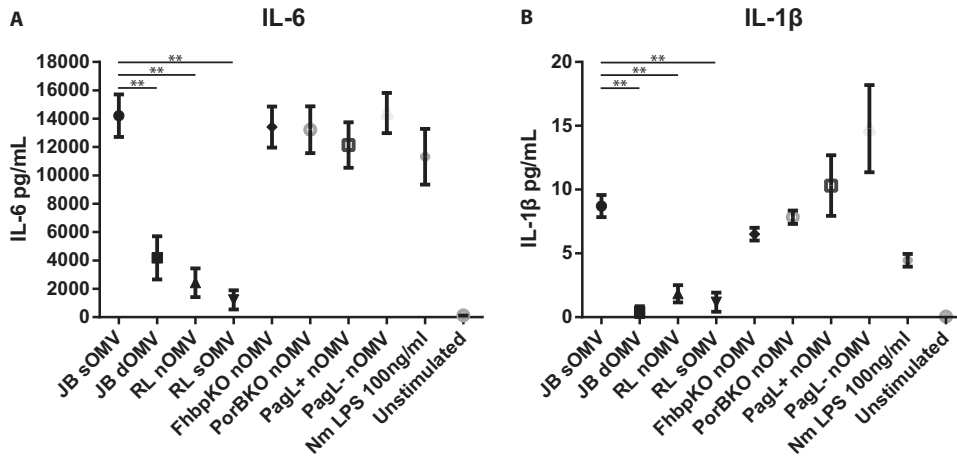 A
IL-6
**
**
**
IL-6 pg/mL
18000
16000
14000
12000
10000
8000
6000
4000
2000
0
JB sOMV
JB dOMV
RL nOMV
RL sOMV
FhbpKO nOMV
PorBKO nOMV
PagL+ nOMV
PagL- nOMV
Nm LPS 100ng/ml
Unstimulated
B
IL-1β
**
**
**
IL-1β pg/mL
20
15
10
5
0
JB sOMV
JB dOMV
RL nOMV
RL sOMV
FhbpKO nOMV
PorBKO nOMV
PagL+ nOMV
PagL- nOMV
Nm LPS 100ng/ml
Unstimulated